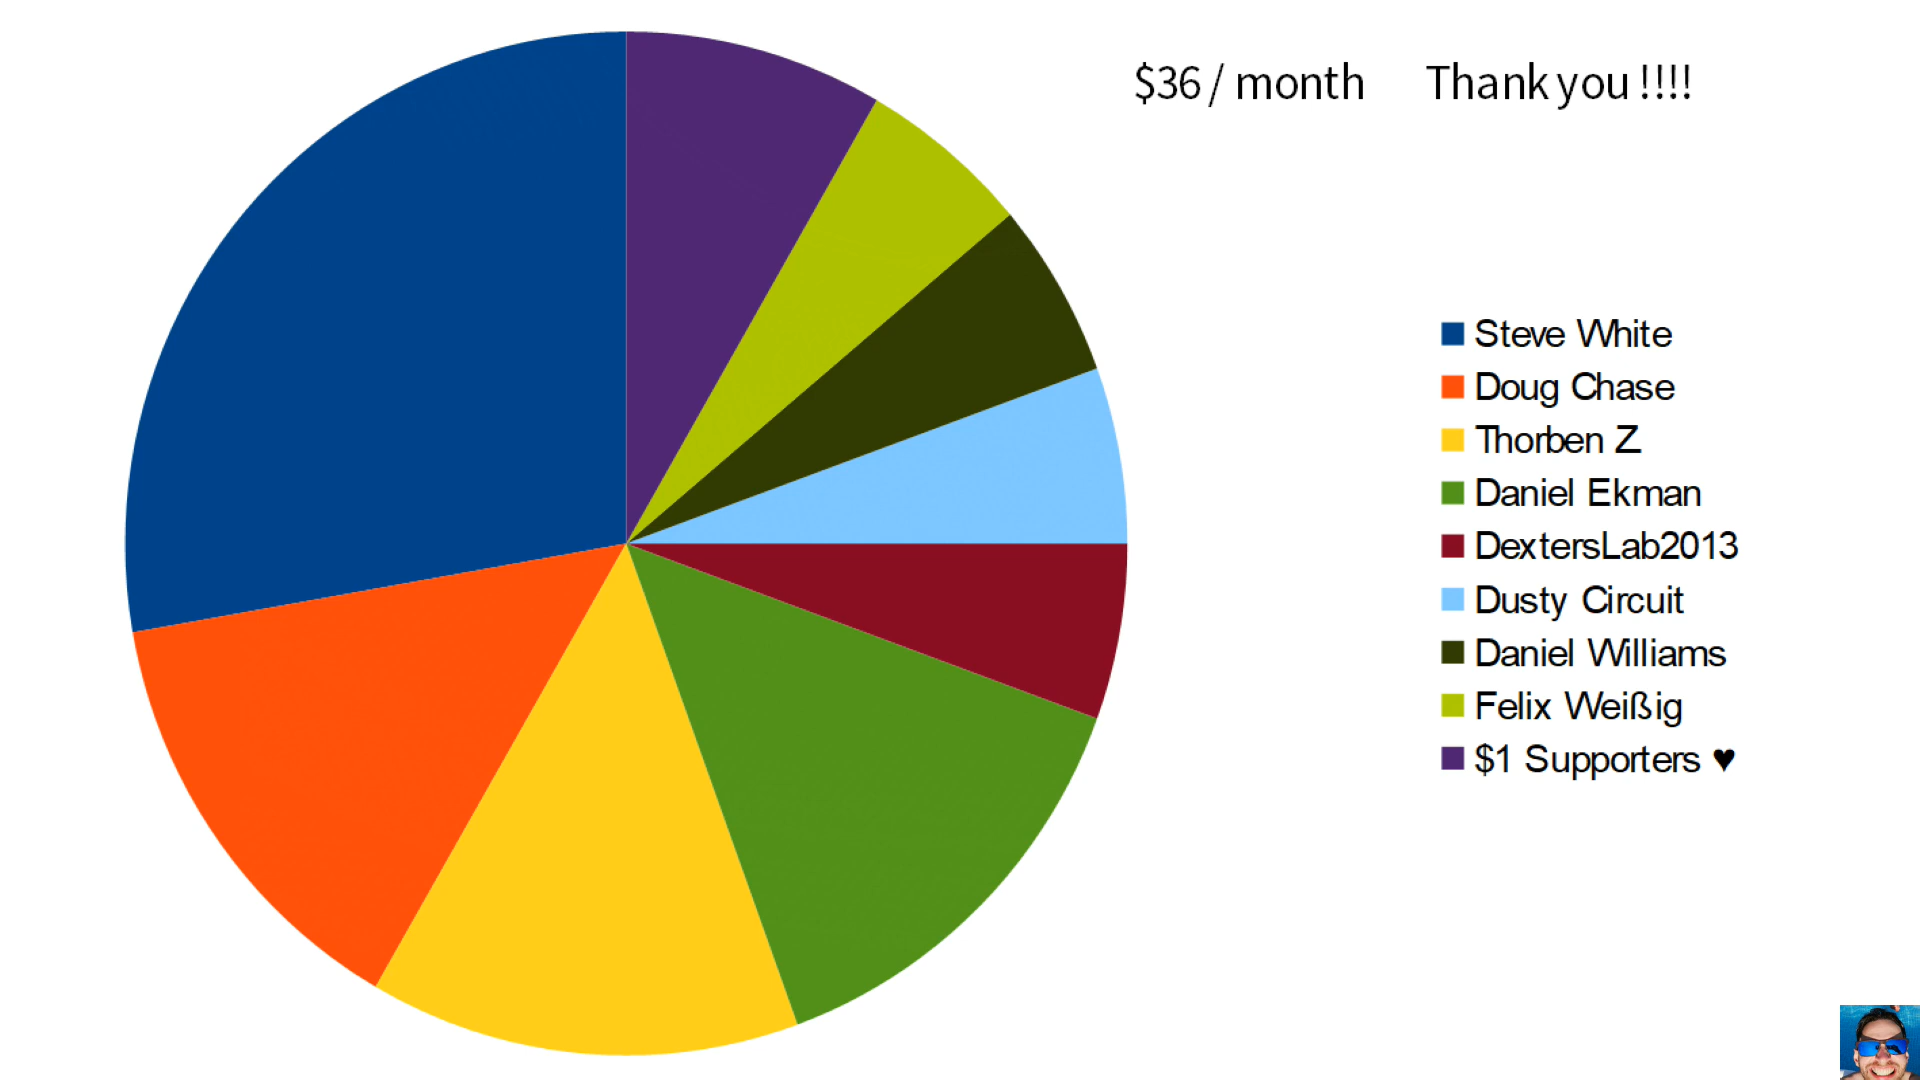 $36 / month Thank you !!!!
Steve White
Doug Chase
Thorben Z
Daniel Ekman
DextersLab2013
Dusty Circuit
Daniel Williams
Felix Weißig
$1 Supporters ♥